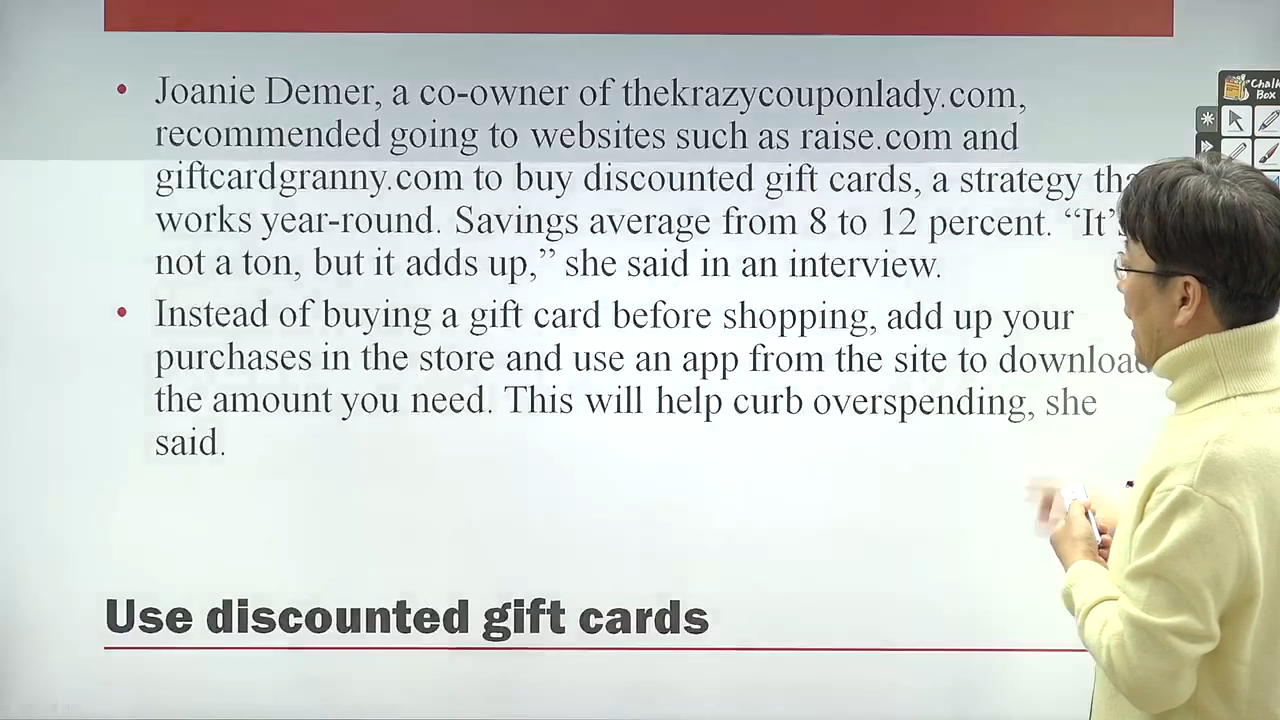 Joanie Demer, a co-owner of thekrazycouponlady.com,
recommended going to websites such as raise.com and
giftcardgranny.com to buy discounted gift cards, a strategy
works year-round. Savings average from 8 to 12 percent. “It’s
not a ton, but it adds up,” she said in an interview.
Instead of buying a gift card before shopping, add up your
purchases in the store and use an app from the site to download
the amount you need. This will help curb overspending, she
said.
Use discounted gift cards
Chalk
Box